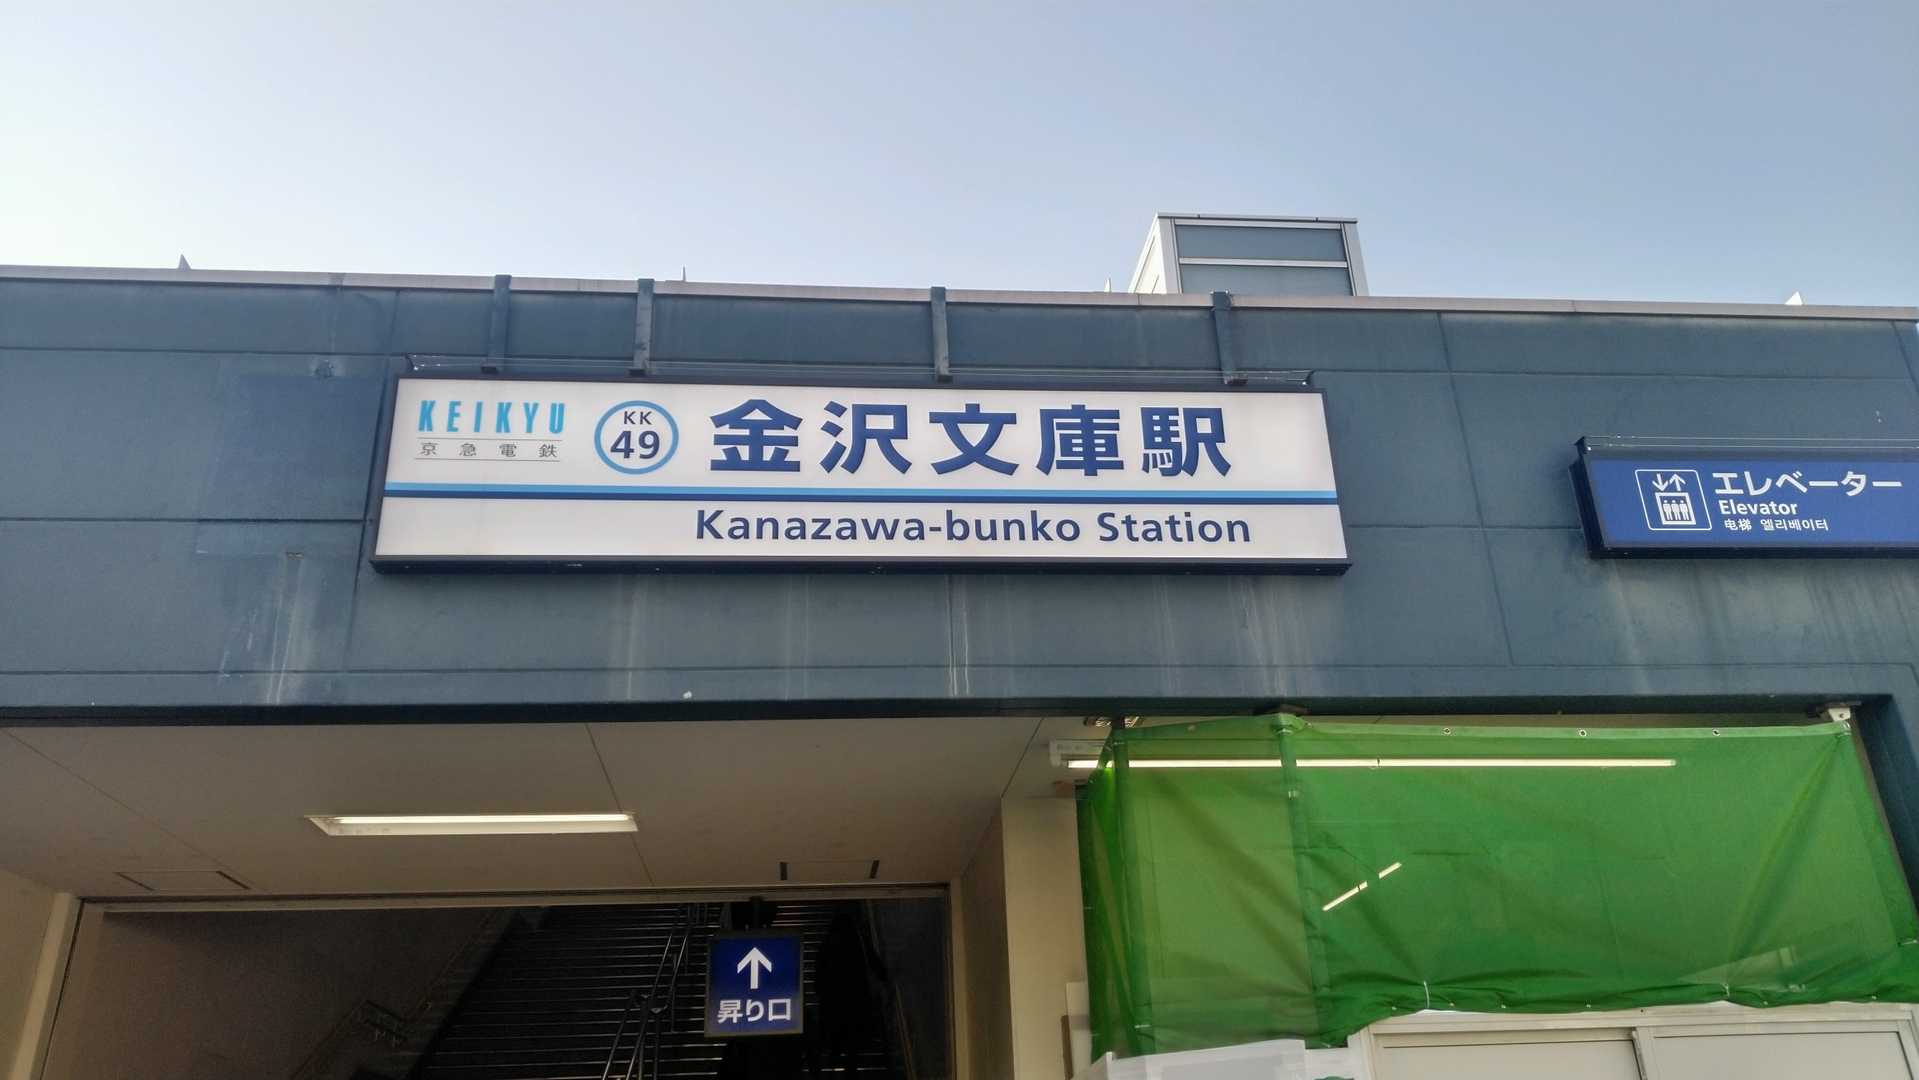 KEIKYU
京急電鉄
KK
49
金沢文庫駅
Kanazawa-bunko Station
エレベーター
Elevator
电梯 엘리베이터
昇り口